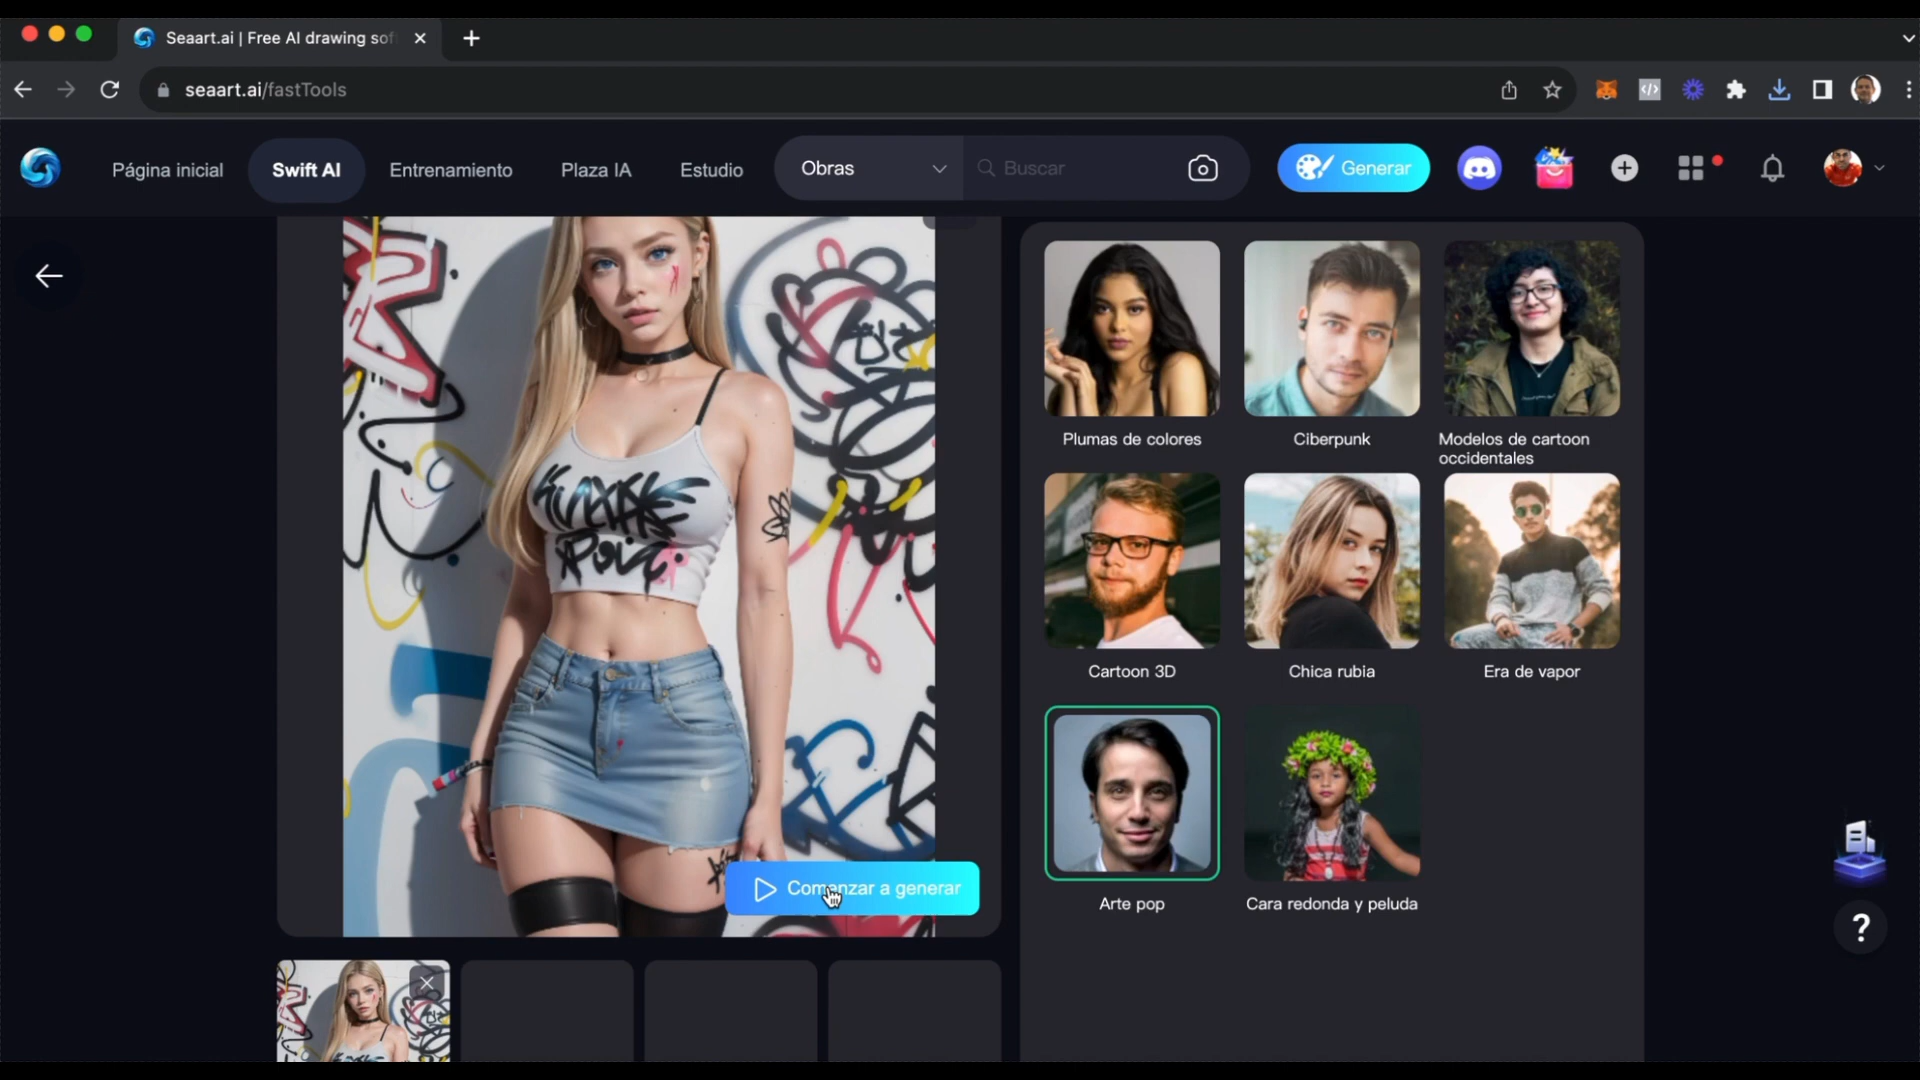 Seaart.ai | Free AI drawing sof
seaart.ai/fastTools
Página inicial
Swift AI
Entrenamiento
Plaza IA
Estudio
Obras
Buscar
Generar
Plumas de colores
Ciberpunk
Modelos de cartoon
occidentales
Cartoon 3D
Chica rubia
Era de vapor
Comenzar a generar
Arte pop
Cara redonda y peluda
?